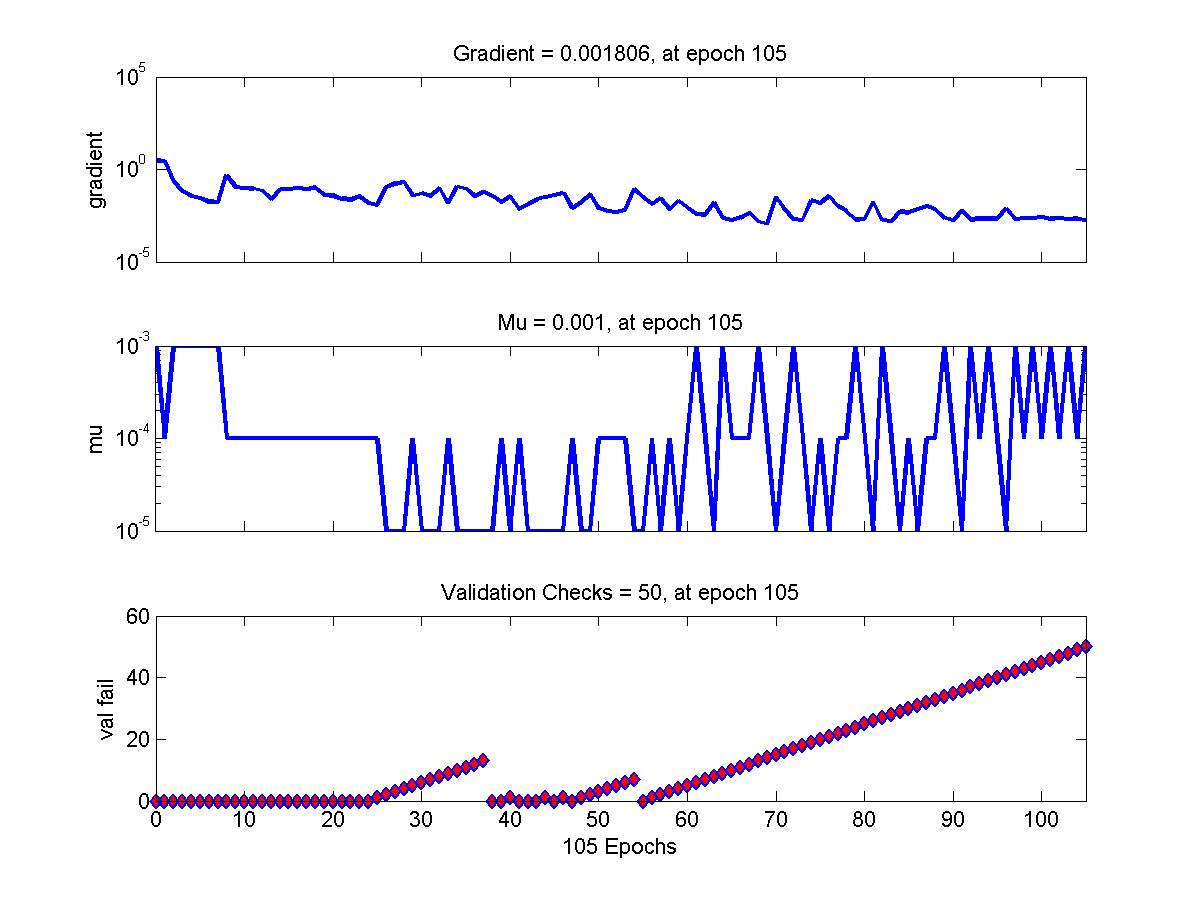 Gradient = 0.001806, at epoch 105
10^5
10^0
10^-5
gradient
Mu = 0.001, at epoch 105
10^-3
10^-4
10^-5
mu
Validation Checks = 50, at epoch 105
60
40
20
0
val fail
0 10 20 30 40 50 60 70 80 90 100
105 Epochs